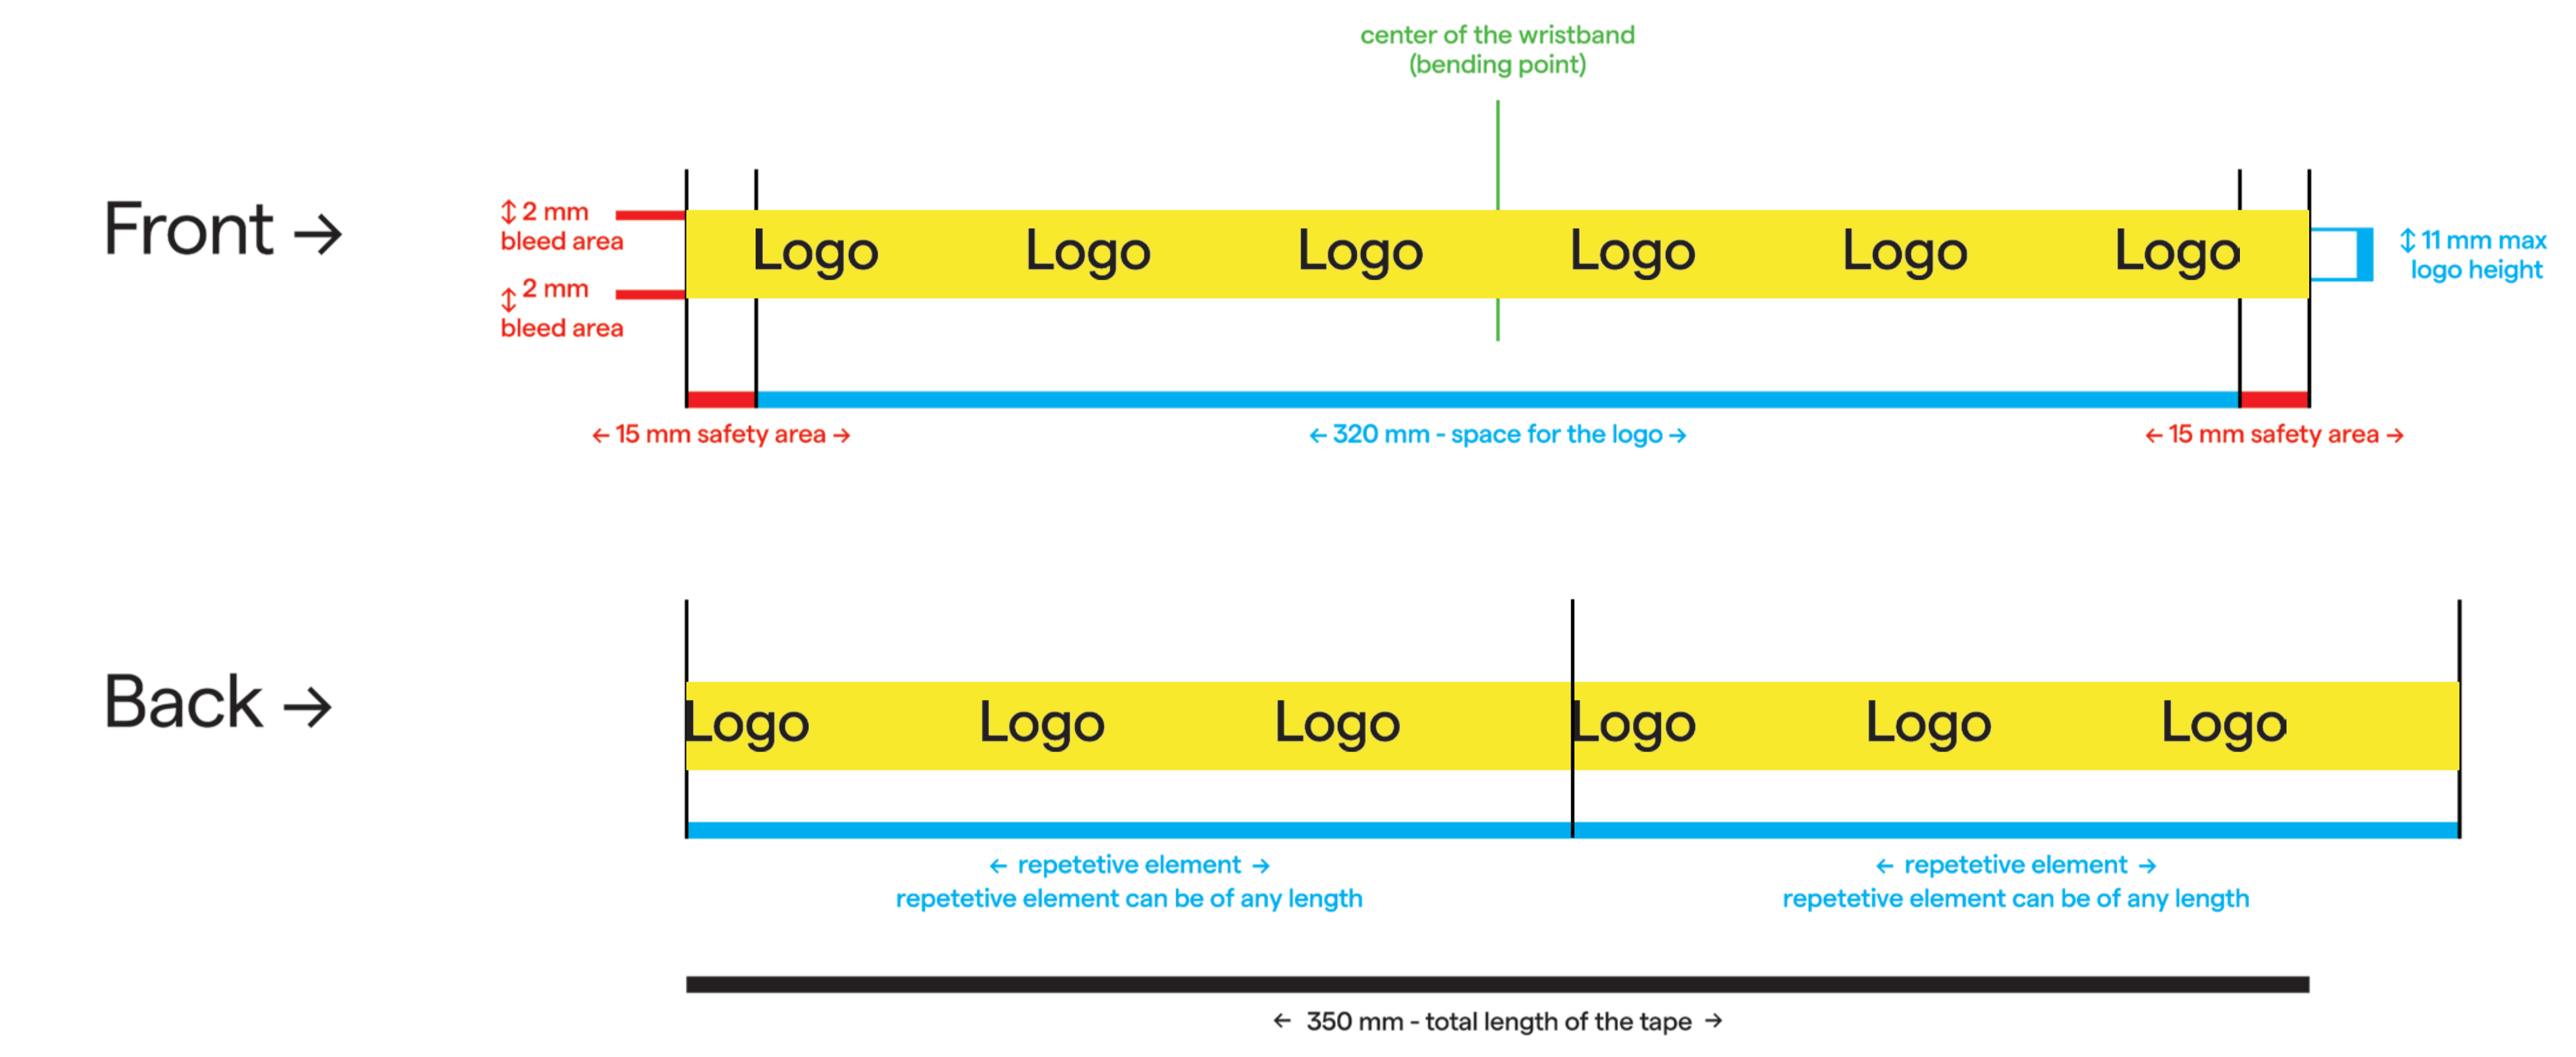 center of the wristband
(bending point)
Front →
↕ 2 mm
bleed area
↕ 2 mm
bleed area
Logo Logo Logo Logo Logo Logo
↕ 11 mm max
logo height
← 15 mm safety area →
← 320 mm - space for the logo →
← 15 mm safety area →
Back →
Logo Logo Logo Logo Logo Logo
← repetetive element →
repetetive element can be of any length
← repetetive element →
repetetive element can be of any length
← 350 mm - total length of the tape →